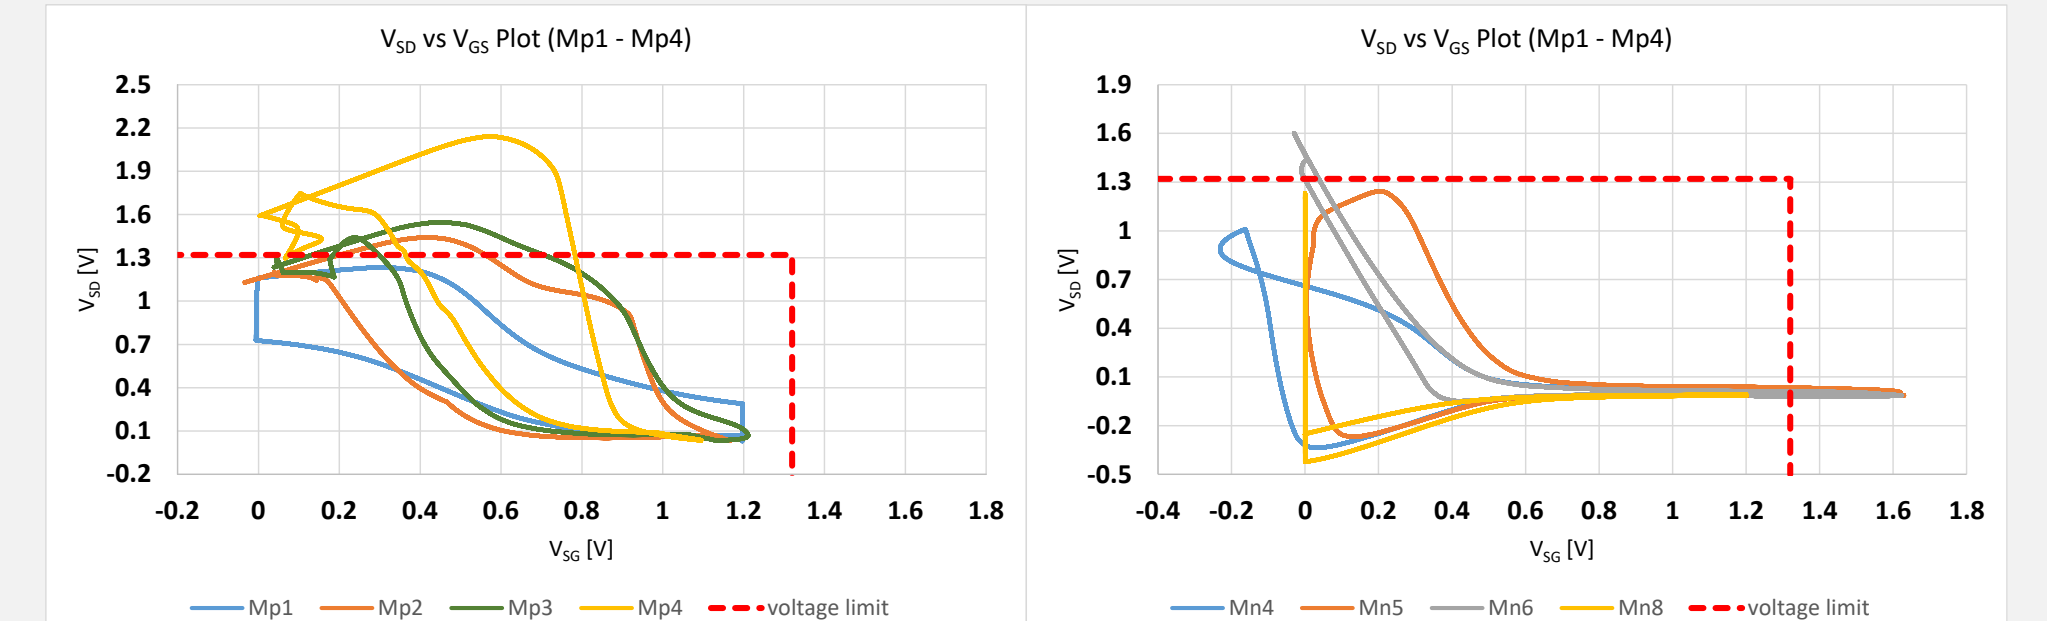 VSD vs VGS Plot (Mp1 - Mp4)
2.5
2.2
1.9
1.6
1.3
1
0.7
0.4
0.1
-0.2
VSD [V]
-0.2 0 0.2 0.4 0.6 0.8 1 1.2 1.4 1.6 1.8
VSG [V]
Mp1 Mp2 Mp3 Mp4 voltage limit
VSD vs VGS Plot (Mp1 - Mp4)
1.9
1.6
1.3
1
0.7
0.4
0.1
-0.2
-0.5
VSD [V]
-0.4 -0.2 0 0.2 0.4 0.6 0.8 1 1.2 1.4 1.6 1.8
VSG [V]
Mn4 Mn5 Mn6 Mn8 voltage limit